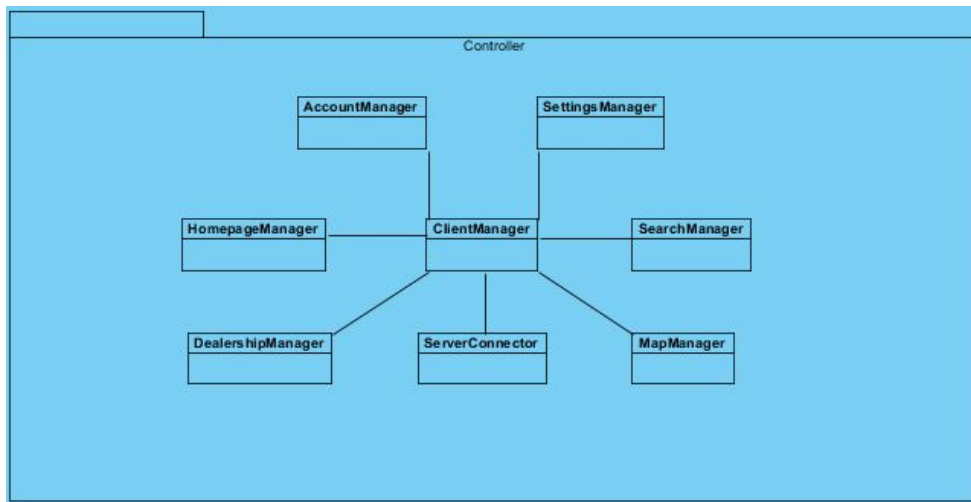 Controller
AccountManager
SettingsManager
HomepageManager
ClientManager
SearchManager
DealershipManager
ServerConnector
MapManager